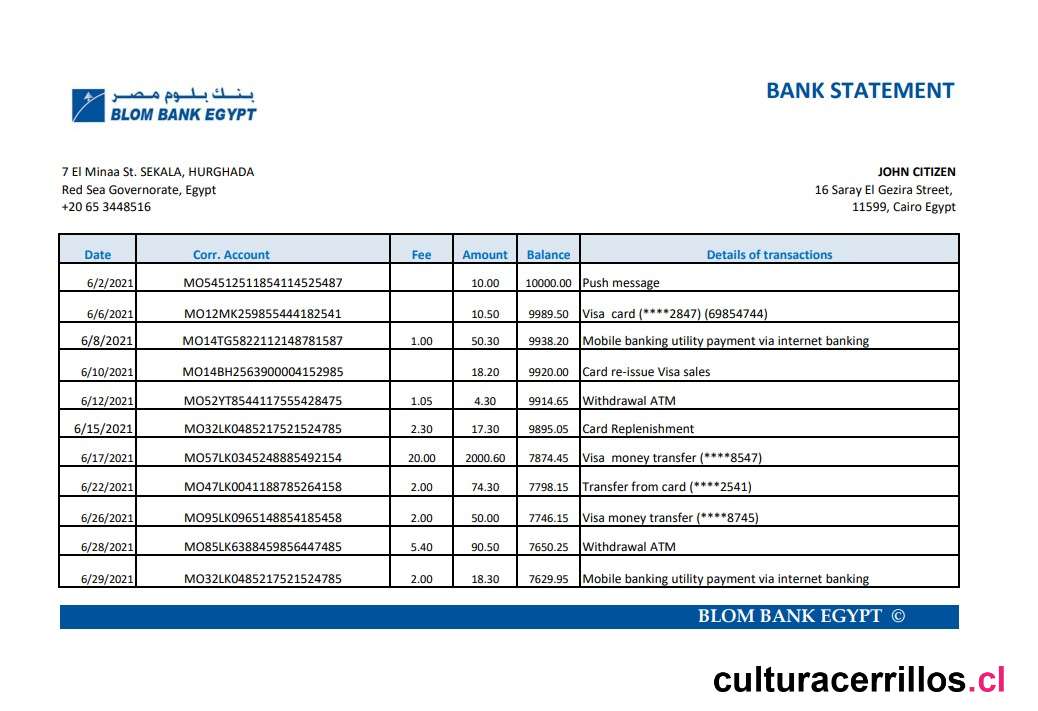 بنك بلوم مصر
BLOM BANK EGYPT
BANK STATEMENT
7 El Minaa St. SEKALA, HURGHADA
Red Sea Governorate, Egypt
+20 65 3448516
JOHN CITIZEN
16 Saray El Gezira Street,
11599, Cairo Egypt
Date Corr. Account Fee Amount Balance Details of transactions
6/2/2021 MO54512511854114525487 10.00 10000.00 Push message
6/6/2021 MO12MK259855444182541 10.50 9989.50 Visa card (****2847) (69854744)
6/8/2021 MO14TG5822112148781587 1.00 50.30 9938.20 Mobile banking utility payment via internet banking
6/10/2021 MO14BH2563900004152985 18.20 9920.00 Card re-issue Visa sales
6/12/2021 MO52YT8544117555428475 1.05 4.30 9914.65 Withdrawal ATM
6/15/2021 MO32LK0485217521524785 2.30 17.30 9895.05 Card Replenishment
6/17/2021 MO57LK0345248885492154 20.00 2000.60 7874.45 Visa money transfer (****8547)
6/22/2021 MO47LK0041188785264158 2.00 74.30 7798.15 Transfer from card (****2541)
6/26/2021 MO95LK0965148854185458 2.00 50.00 7746.15 Visa money transfer (****8745)
6/28/2021 MO85LK6388459856447485 5.40 90.50 7650.25 Withdrawal ATM
6/29/2021 MO32LK0485217521524785 2.00 18.30 7629.95 Mobile banking utility payment via internet banking
BLOM BANK EGYPT ©
culturacerrillos.cl